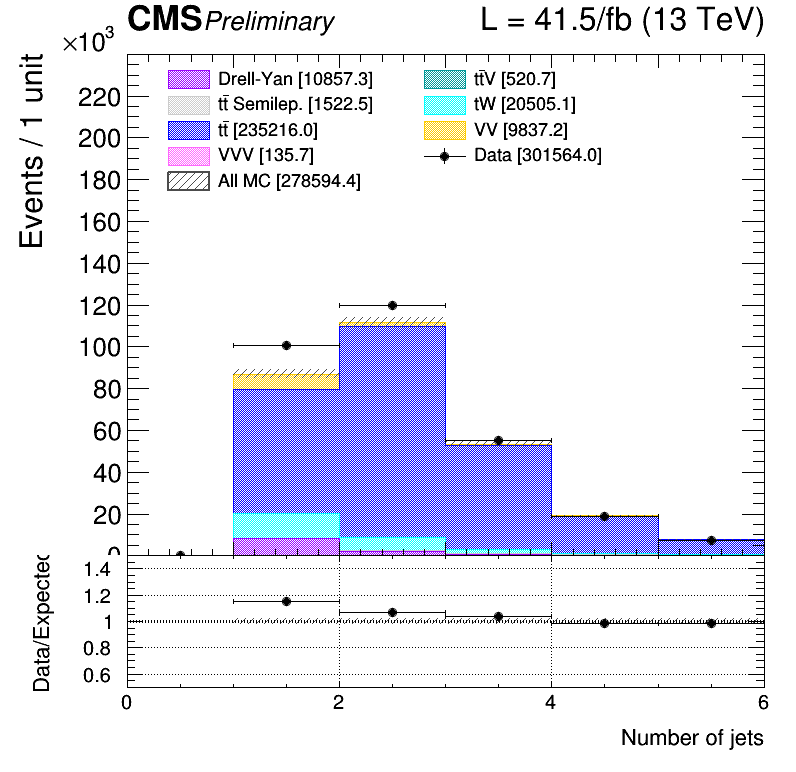 CMS Preliminary L = 41.5/fb (13 TeV)
×10³
Events / 1 unit
Drell-Yan [10857.3]
tt̄ Semilep. [1522.5]
tt̄ [235216.0]
VVV [135.7]
All MC [278594.4]
tt̄V [520.7]
tW [20505.1]
VV [9837.2]
Data [301564.0]
220
200
180
160
140
120
100
80
60
40
20
0
Data/Expected
1.4
1.2
1
0.8
0.6
0 2 4 6
Number of jets